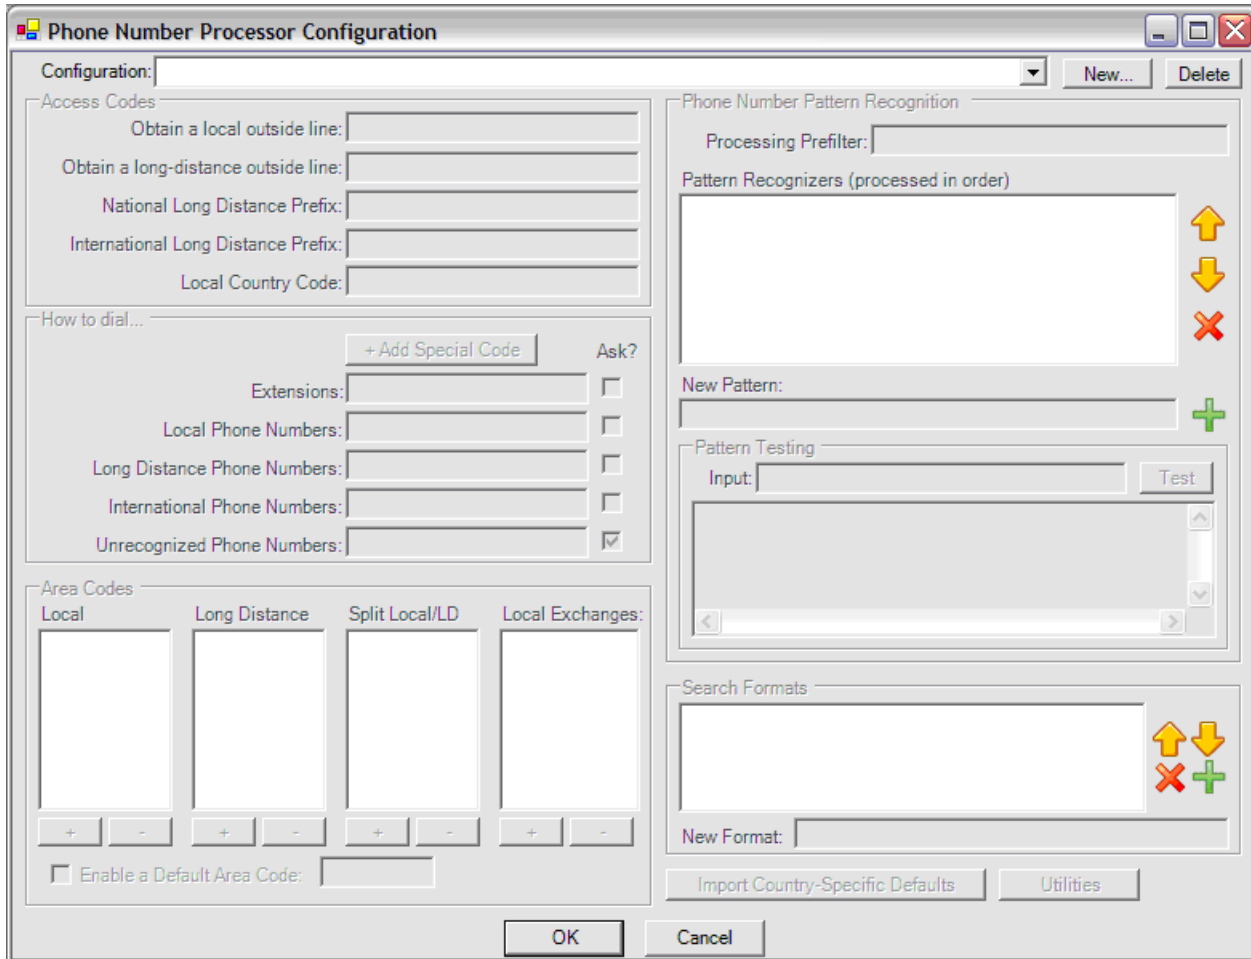 Phone Number Processor Configuration
Configuration:
New...
Delete
Access Codes
Obtain a local outside line:
Obtain a long-distance outside line:
National Long Distance Prefix:
International Long Distance Prefix:
Local Country Code:
How to dial...
+ Add Special Code
Ask?
Extensions:
Local Phone Numbers:
Long Distance Phone Numbers:
International Phone Numbers:
Unrecognized Phone Numbers:
Area Codes
Local
Long Distance
Split Local/LD
Local Exchanges:
+ -
+ -
+ -
+ -
Enable a Default Area Code:
Phone Number Pattern Recognition
Processing Prefilter:
Pattern Recognizers (processed in order)
New Pattern:
Pattern Testing
Input:
Test
Search Formats
New Format:
Import Country-Specific Defaults
Utilities
OK
Cancel